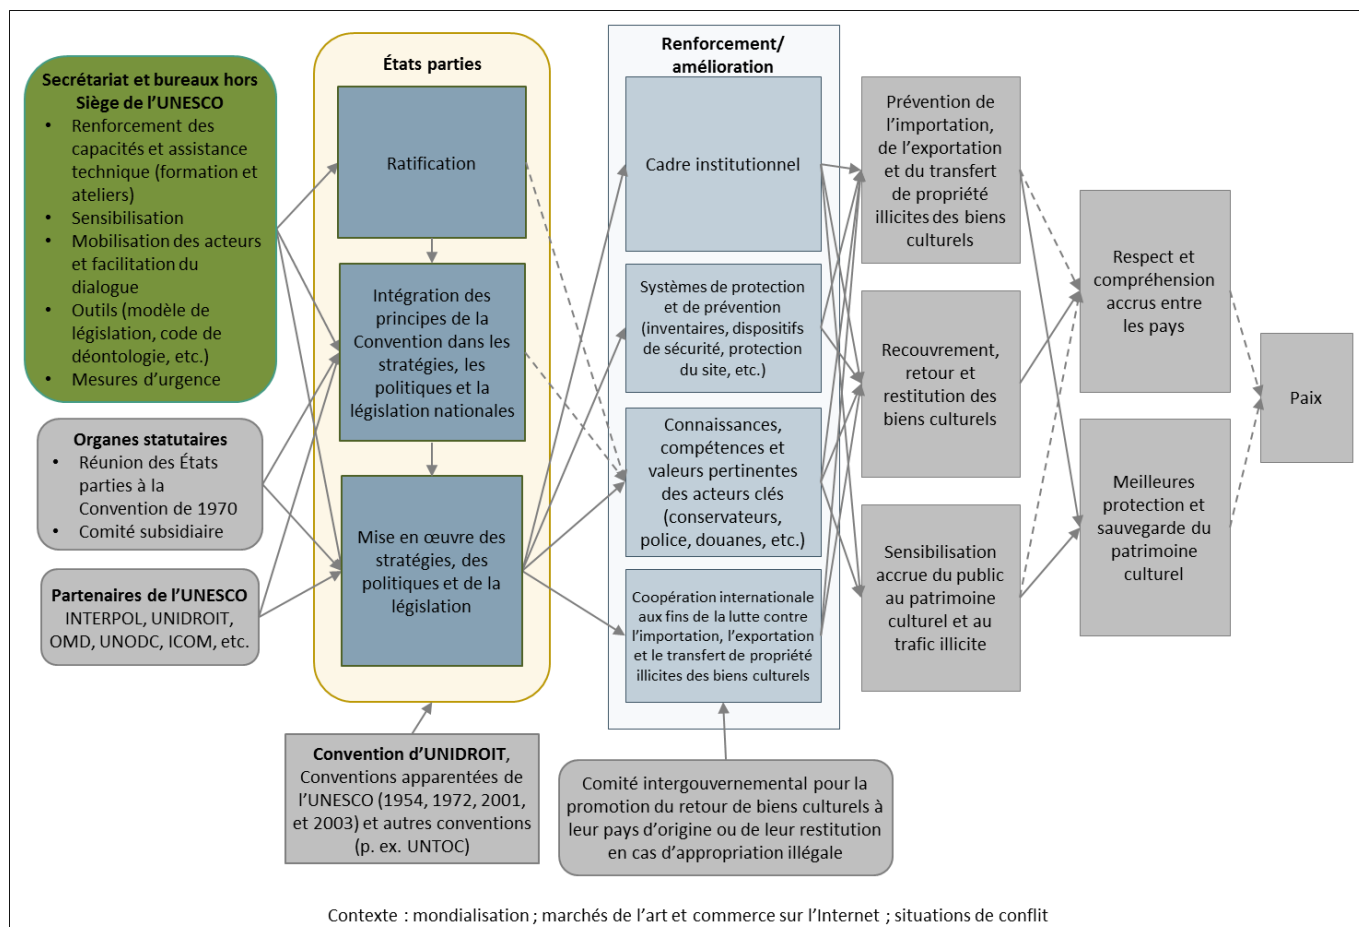 Secrétariat et bureaux hors
Siège de l’UNESCO
• Renforcement des
capacités et assistance
technique (formation et
ateliers)
• Sensibilisation
• Mobilisation des acteurs
et facilitation du
dialogue
• Outils (modèle de
législation, code de
déontologie, etc.)
• Mesures d’urgence
Organes statutaires
• Réunion des États
parties à la
Convention de 1970
• Comité subsidiaire
Partenaires de l’UNESCO
INTERPOL, UNIDROIT,
OMD, UNODC, ICOM, etc.
États parties
Ratification
Intégration des
principes de la
Convention dans les
stratégies, les
politiques et la
législation nationales
Mise en œuvre des
stratégies, des
politiques et de la
législation
Convention d’UNIDROIT,
Conventions apparentées de
l’UNESCO (1954, 1972, 2001,
et 2003) et autres conventions
(p. ex. UNTOC)
Renforcement/
amélioration
Cadre institutionnel
Systèmes de protection
et de prévention
(inventaires, dispositifs
de sécurité, protection
du site, etc.)
Connaissances,
compétences et
valeurs pertinentes
des acteurs clés
(conservateurs,
police, douanes, etc.)
Coopération internationale
aux fins de la lutte contre
l’importation, l’exportation
et le transfert de propriété
illicites des biens culturels
Comité intergouvernemental pour la
promotion du retour de biens culturels à
leur pays d’origine ou de leur restitution
en cas d’appropriation illégale
Prévention de
l’importation,
de l’exportation
et du transfert
de propriété
illicites des biens
culturels
Recouvrement,
retour et
restitution des
biens culturels
Sensibilisation
accrue du public
au patrimoine
culturel et au
trafic illicite
Respect et
compréhension
accrus entre
les pays
Meilleures
protection et
sauvegarde du
patrimoine
culturel
Paix
Contexte : mondialisation ; marchés de l’art et commerce sur l’Internet ; situations de conflit